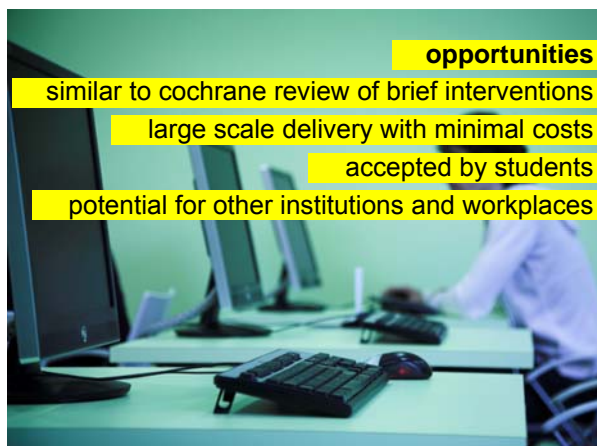 opportunities
similar to cochrane review of brief interventions
large scale delivery with minimal costs
accepted by students
potential for other institutions and workplaces